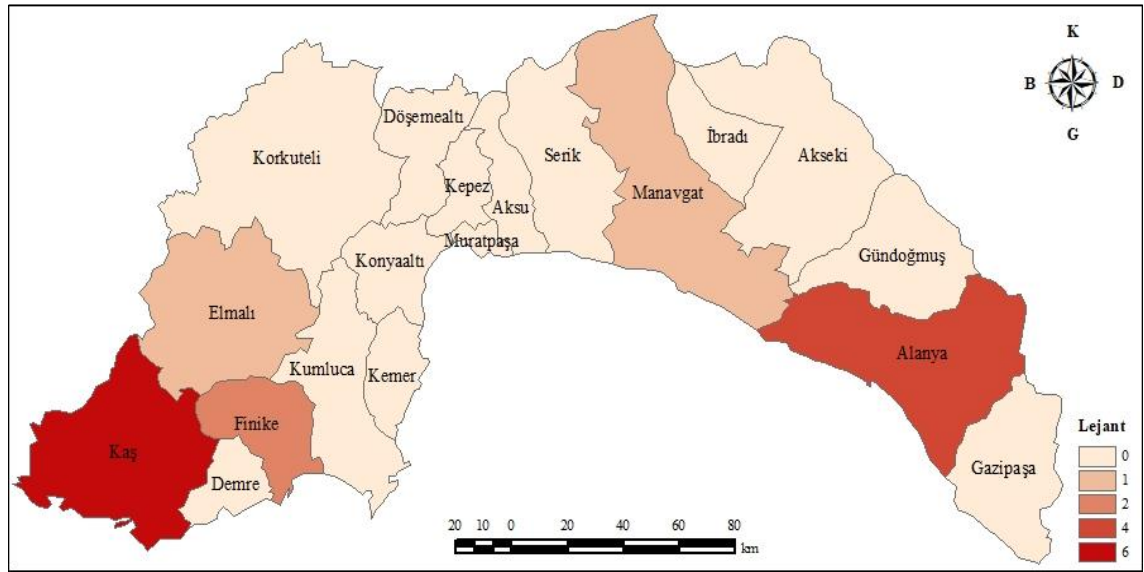 K
B D
G
Döşemealtı
Korkuteli
Kepez
Aksu
Serik
İbradı
Akseki
Manavgat
Muratpaşa
Konyaaltı
Gündoğmuş
Elmalı
Kumluca
Kemer
Alanya
Finike
Kaş
Demre
Gazipaşa
Lejant
0
1
2
4
6
20 10 0 20 40 60 80
km